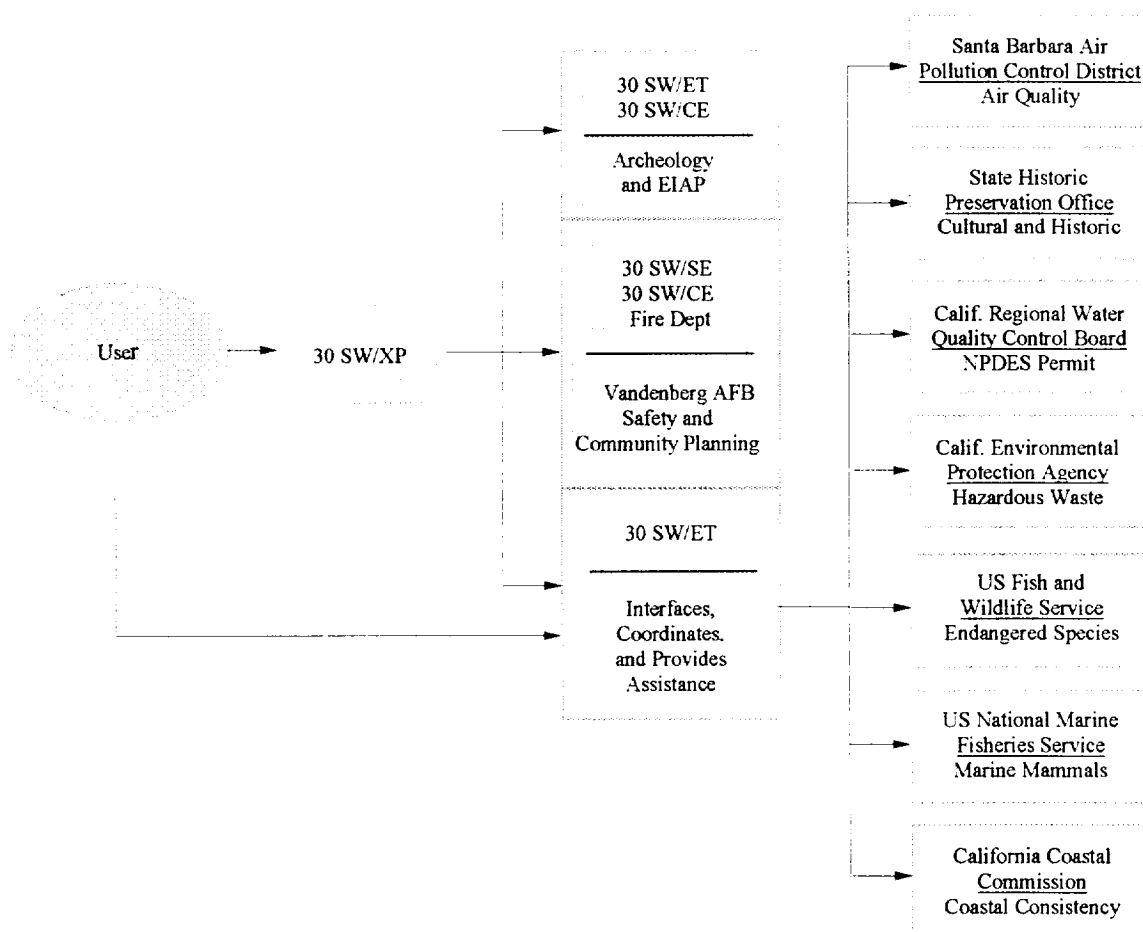 User
30 SW/XP
30 SW/ET
30 SW/CE
Archeology
and EIAP
30 SW/SE
30 SW/CE
Fire Dept
Vandenberg AFB
Safety and
Community Planning
30 SW/ET
Interfaces,
Coordinates,
and Provides
Assistance
Santa Barbara Air
Pollution Control District
Air Quality
State Historic
Preservation Office
Cultural and Historic
Calif. Regional Water
Quality Control Board
NPDES Permit
Calif. Environmental
Protection Agency
Hazardous Waste
US Fish and
Wildlife Service
Endangered Species
US National Marine
Fisheries Service
Marine Mammals
California Coastal
Commission
Coastal Consistency